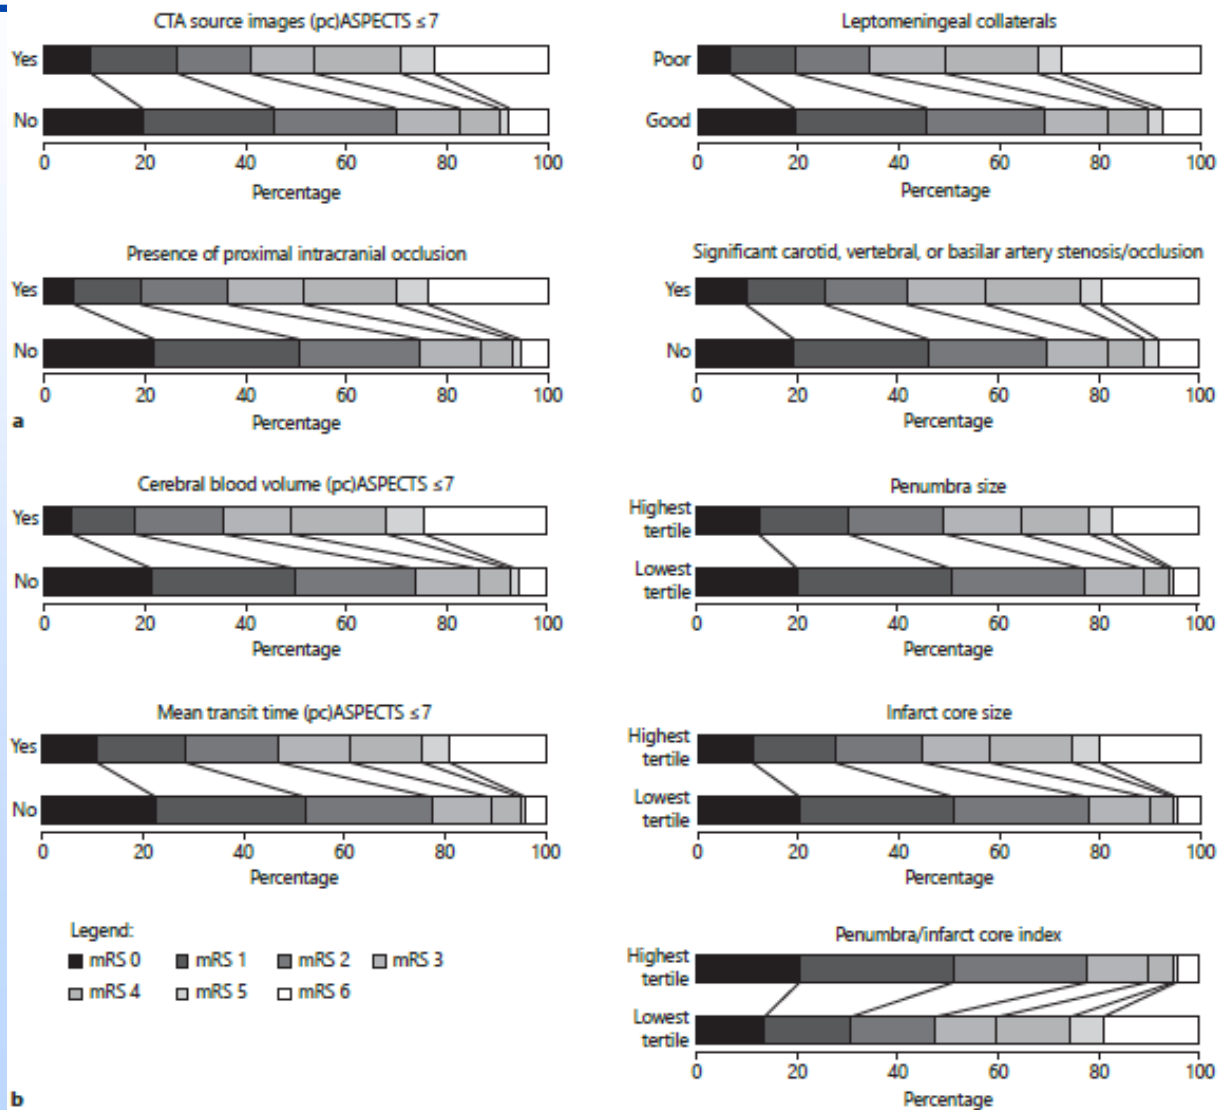 CTA source images (pc)ASPECTS ≤7
Yes
No
0 20 40 60 80 100
Percentage
Leptomeningeal collaterals
Poor
Good
0 20 40 60 80 100
Percentage
Presence of proximal intracranial occlusion
Yes
No
0 20 40 60 80 100
Percentage
Significant carotid, vertebral, or basilar artery stenosis/occlusion
Yes
No
0 20 40 60 80 100
Percentage
a
Cerebral blood volume (pc)ASPECTS ≤7
Yes
No
0 20 40 60 80 100
Percentage
Penumbra size
Highest
tertile
Lowest
tertile
0 20 40 60 80 100
Percentage
Mean transit time (pc)ASPECTS ≤7
Yes
No
0 20 40 60 80 100
Percentage
Infarct core size
Highest
tertile
Lowest
tertile
0 20 40 60 80 100
Percentage
Legend:
mRS 0 mRS 1 mRS 2 mRS 3
mRS 4 mRS 5 mRS 6
Penumbra/infarct core index
Highest
tertile
Lowest
tertile
0 20 40 60 80 100
Percentage
b